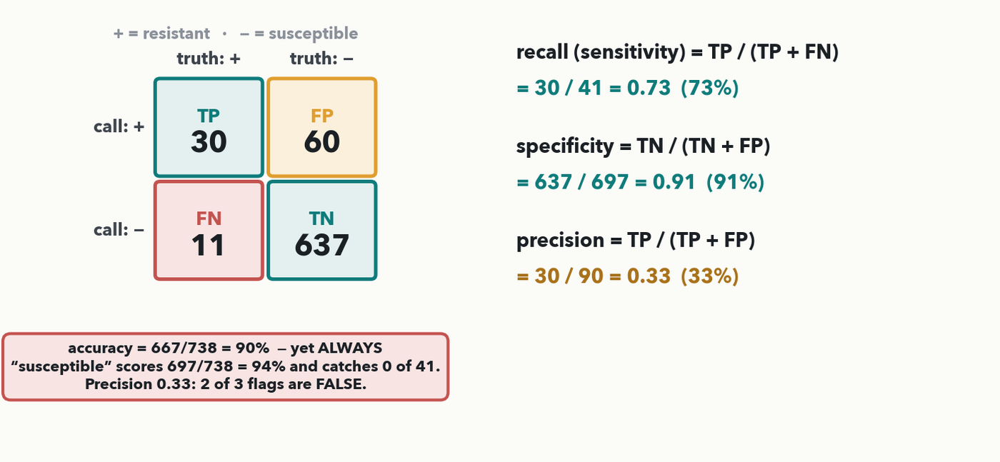 + = resistant · − = susceptible
truth: + truth: −
call: +
TP
30
FP
60
call: −
FN
11
TN
637
accuracy = 667/738 = 90% — yet ALWAYS
“susceptible” scores 697/738 = 94% and catches 0 of 41.
Precision 0.33: 2 of 3 flags are FALSE.
recall (sensitivity) = TP / (TP + FN)
= 30 / 41 = 0.73 (73%)
specificity = TN / (TN + FP)
= 637 / 697 = 0.91 (91%)
precision = TP / (TP + FP)
= 30 / 90 = 0.33 (33%)